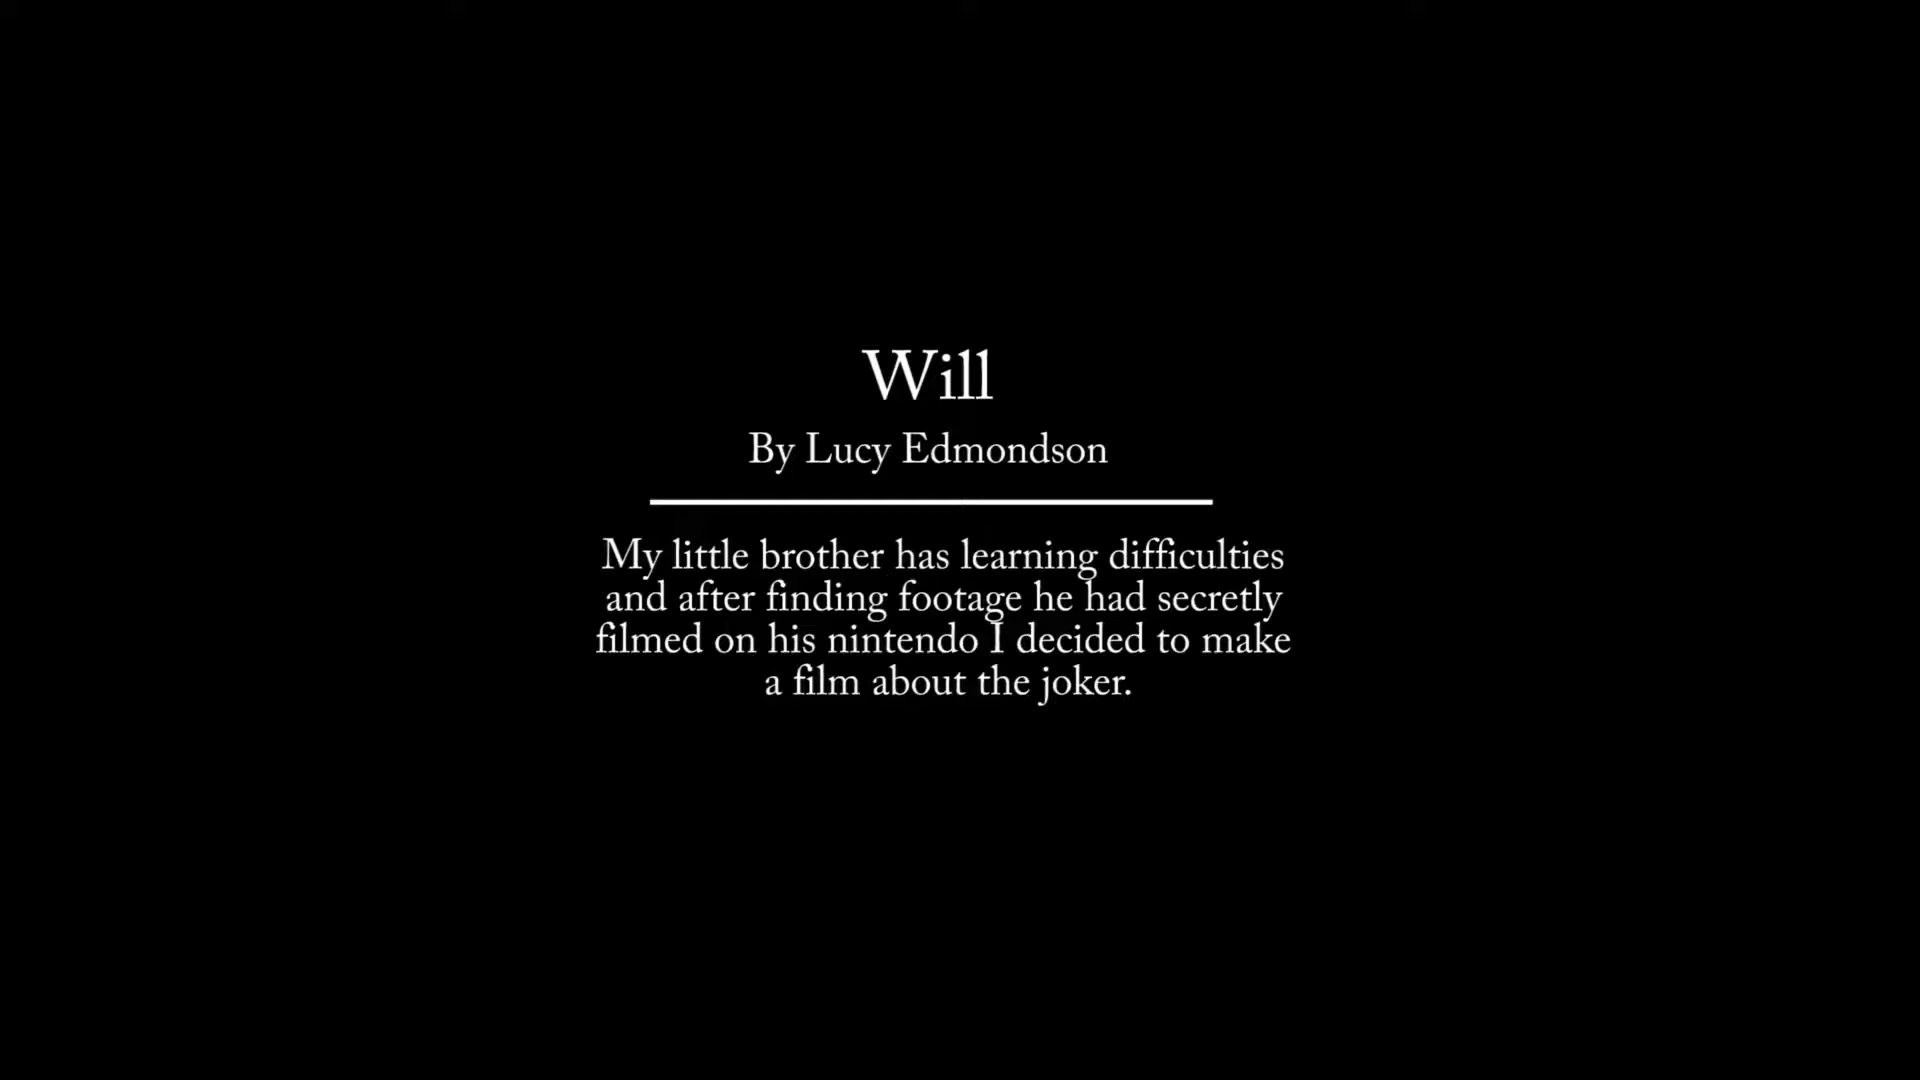 Will
By Lucy Edmondson
My little brother has learning difficulties
and after finding footage he had secretly
filmed on his nintendo I decided to make
a film about the joker.